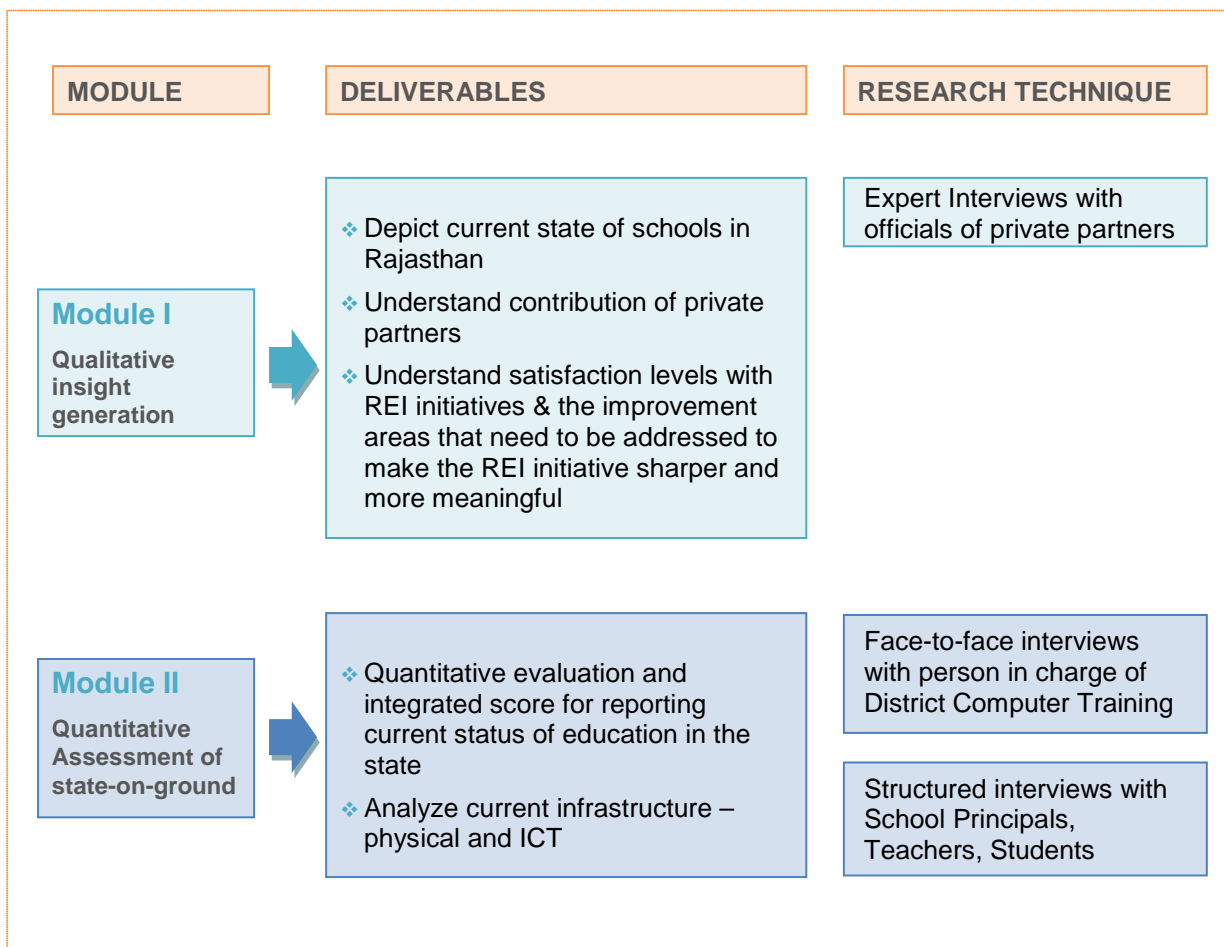 MODULE
DELIVERABLES
RESEARCH TECHNIQUE
Module I
Qualitative
insight
generation
Depict current state of schools in
Rajasthan
Understand contribution of private
partners
Understand satisfaction levels with
REI initiatives & the improvement
areas that need to be addressed to
make the REI initiative sharper and
more meaningful
Expert Interviews with
officials of private partners
Module II
Quantitative
Assessment of
state-on-ground
Quantitative evaluation and
integrated score for reporting
current status of education in the
state
Analyze current infrastructure –
physical and ICT
Face-to-face interviews
with person in charge of
District Computer Training
Structured interviews with
School Principals,
Teachers, Students